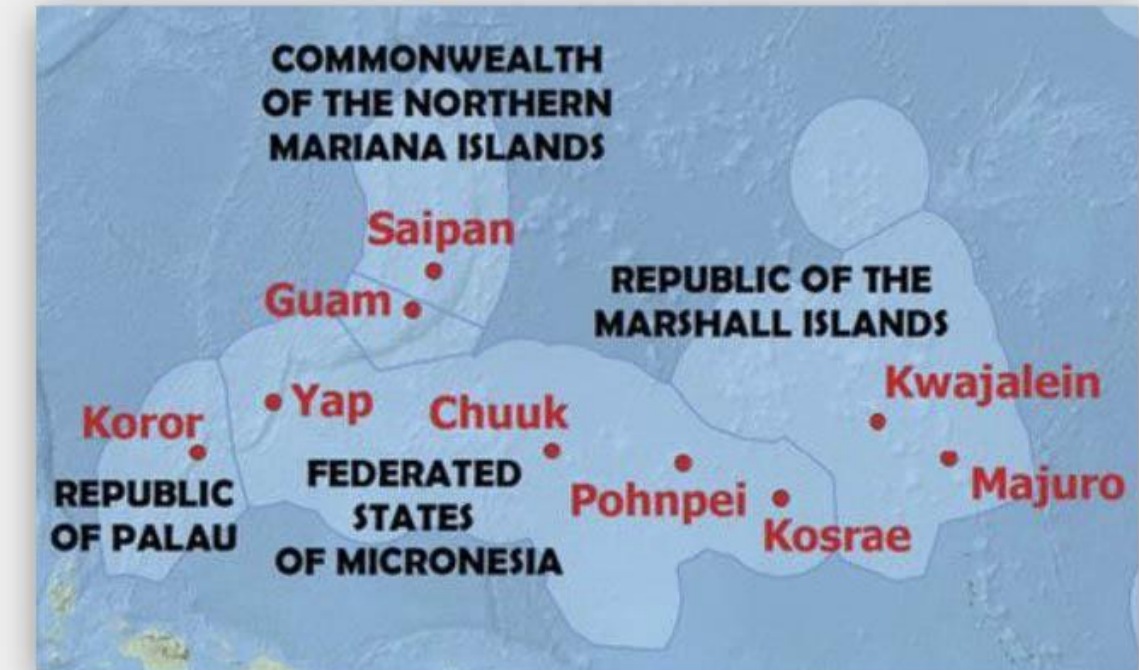 COMMONWEALTH
OF THE NORTHERN
MARIANA ISLANDS
Saipan
Guam
REPUBLIC OF THE
MARSHALL ISLANDS
Kwajalein
Majuro
Yap
Chuuk
Koror
REPUBLIC
OF PALAU
FEDERATED
STATES
OF MICRONESIA
Pohnpei
Kosrae